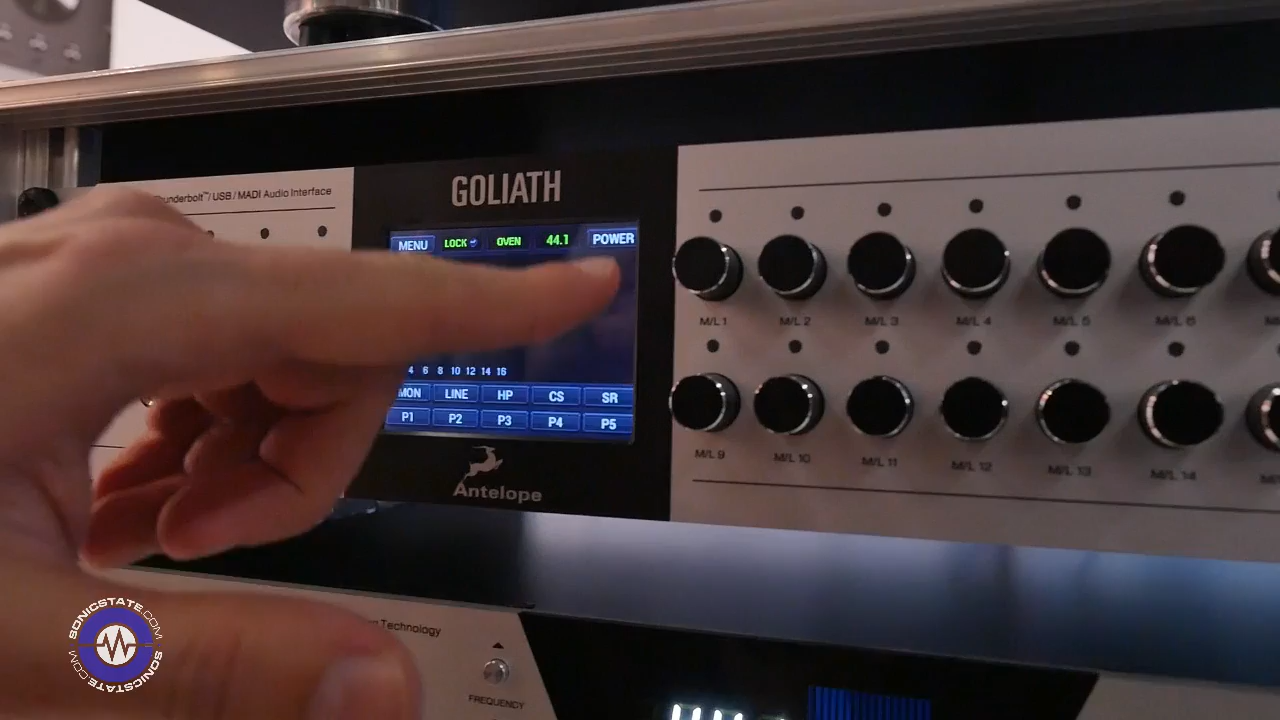 Thunderbolt™/ USB / MADI Audio Interface
GOLIATH
MENU LOCK OVEN 44.1 POWER
4 6 8 10 12 14 16
MON LINE HP CS SR
P1 P2 P3 P4 P5
Antelope
M/L 1 M/L 2 M/L 3 M/L 4 M/L 5 M/L 6
M/L 9 M/L 10 M/L 11 M/L 12 M/L 13 M/L 14
Technology
FREQUENCY
SONICSTATE.COM
SONICSTATE.COM